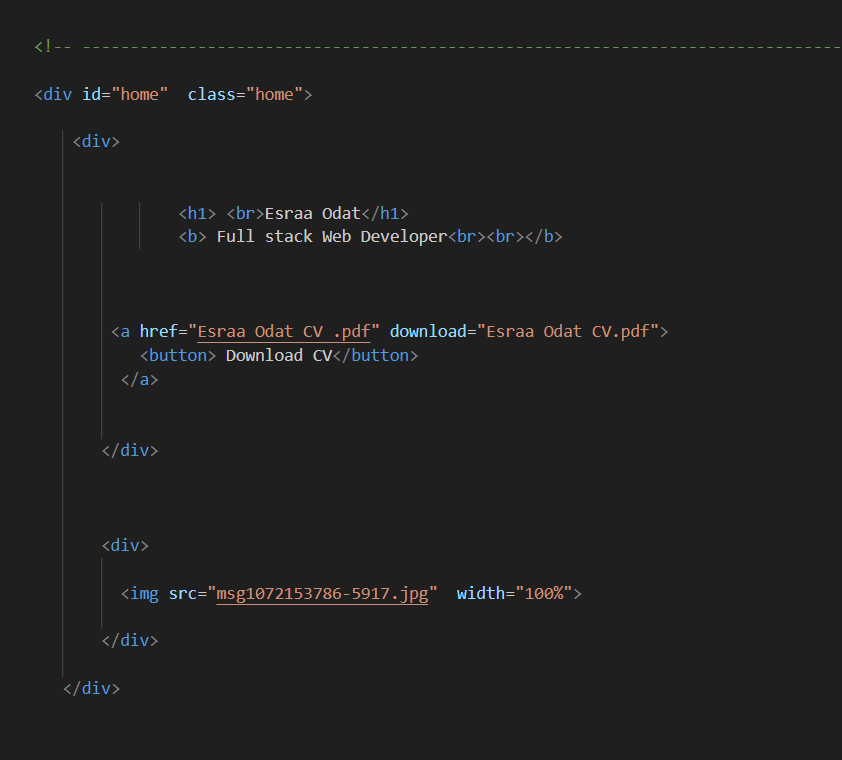 <!-- -------------------------------------------------------------------------------
<div id="home"  class="home">
<div>
<h1> <br>Esraa Odat</h1>
<b> Full stack Web Developer<br><br></b>
<a href="Esraa Odat CV .pdf" download="Esraa Odat CV.pdf">
<button> Download CV</button>
</a>
</div>
<div>
<img src="msg1072153786-5917.jpg"  width="100%">
</div>
</div>